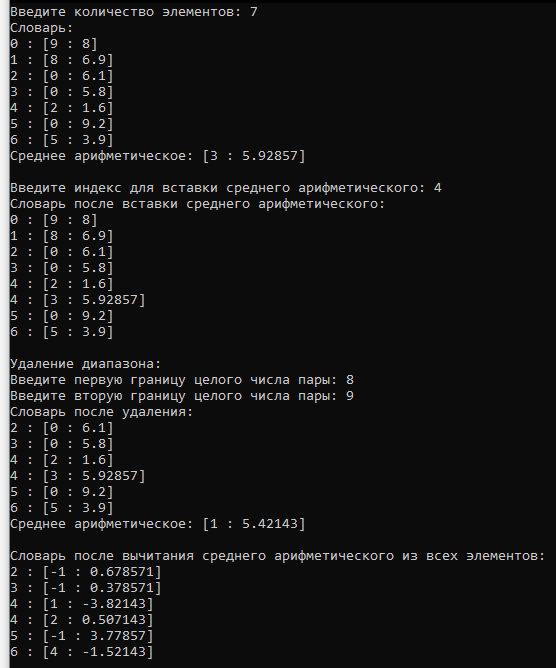 Введите количество элементов: 7
Словарь:
0 : [9 : 8]
1 : [8 : 6.9]
2 : [0 : 6.1]
3 : [0 : 5.8]
4 : [2 : 1.6]
5 : [0 : 9.2]
6 : [5 : 3.9]
Среднее арифметическое: [3 : 5.92857]
Введите индекс для вставки среднего арифметического: 4
Словарь после вставки среднего арифметического:
0 : [9 : 8]
1 : [8 : 6.9]
2 : [0 : 6.1]
3 : [0 : 5.8]
4 : [2 : 1.6]
4 : [3 : 5.92857]
5 : [0 : 9.2]
6 : [5 : 3.9]
Удаление диапазона:
Введите первую границу целого числа пары: 8
Введите вторую границу целого числа пары: 9
Словарь после удаления:
2 : [0 : 6.1]
3 : [0 : 5.8]
4 : [2 : 1.6]
4 : [3 : 5.92857]
5 : [0 : 9.2]
6 : [5 : 3.9]
Среднее арифметическое: [1 : 5.42143]
Словарь после вычитания среднего арифметического из всех элементов:
2 : [-1 : 0.678571]
3 : [-1 : 0.378571]
4 : [1 : -3.82143]
4 : [2 : 0.507143]
5 : [-1 : 3.77857]
6 : [4 : -1.52143]